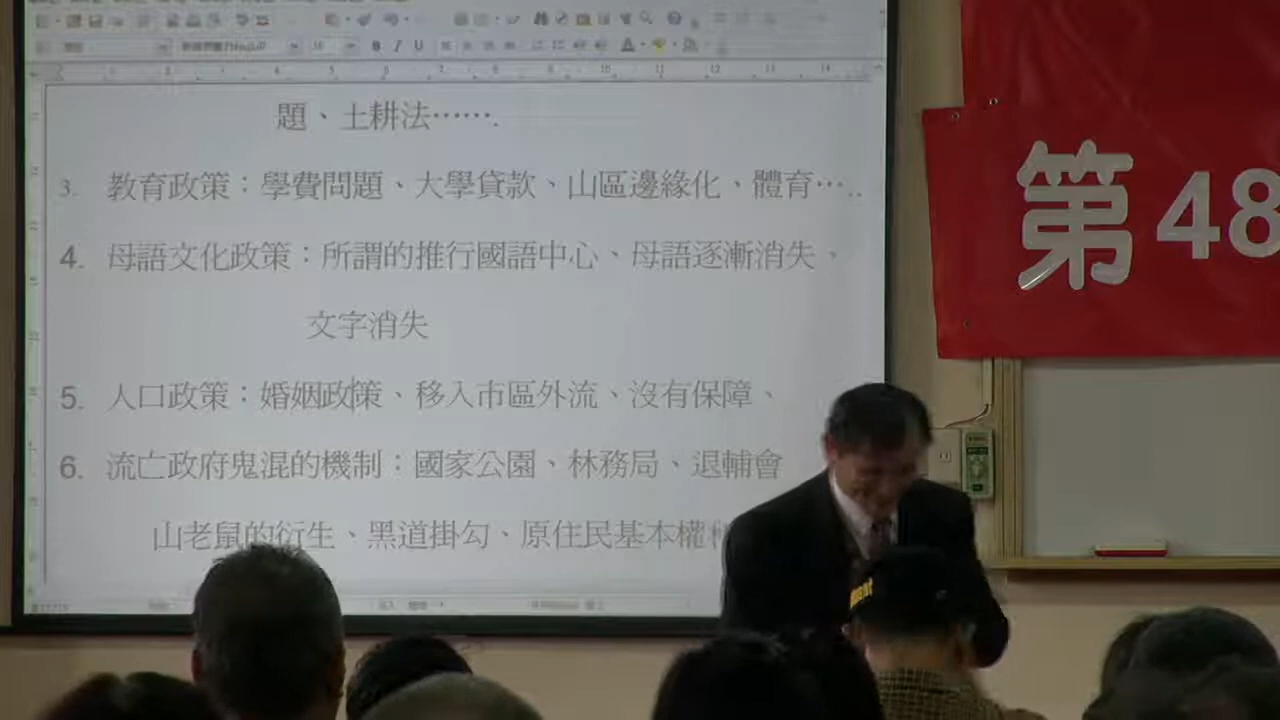 題、土耕法…….
3. 教育政策：學費問題、大學貸款、山區邊緣化、體育…..
4. 母語文化政策：所謂的推行國語中心、母語逐漸消失，
文字消失
5. 人口政策：婚姻政策、移入市區外流、沒有保障、
6. 流亡政府鬼混的機制：國家公園、林務局、退輔會
山老鼠的衍生、黑道掛勾、原住民基本權
第48